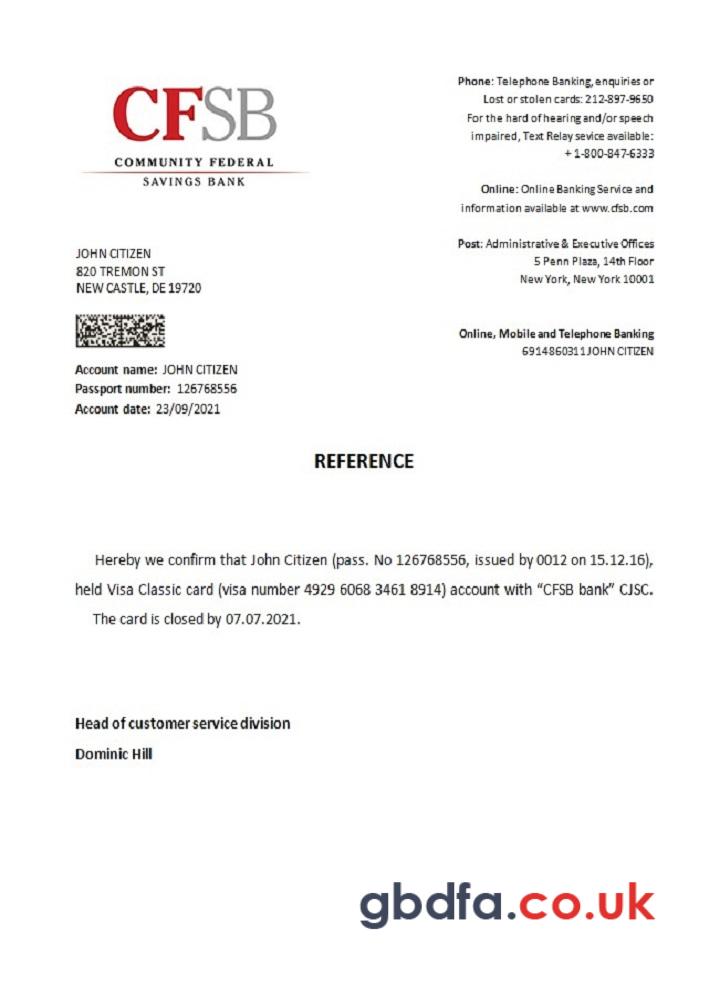 CFSB
COMMUNITY FEDERAL
SAVINGS BANK
Phone: Telephone Banking, enquiries or
Lost or stolen cards: 212-897-9650
For the hard of hearing and/or speech
impaired, Text Relay sevice available:
+ 1-800-847-6333
Online: Online Banking Service and
information available at www.cfsb.com
Post: Administrative & Executive Offices
5 Penn Plaza, 14th Floor
New York, New York 10001
JOHN CITIZEN
820 TREMON ST
NEW CASTLE, DE 19720
Online, Mobile and Telephone Banking
6914860311JOHN CITIZEN
Account name: JOHN CITIZEN
Passport number: 126768556
Account date: 23/09/2021
REFERENCE
Hereby we confirm that John Citizen (pass. No 126768556, issued by 0012 on 15.12.16),
held Visa Classic card (visa number 4929 6068 3461 8914) account with “CFSB bank” CJSC.
The card is closed by 07.07.2021.
Head of customer service division
Dominic Hill
gbdfa.co.uk